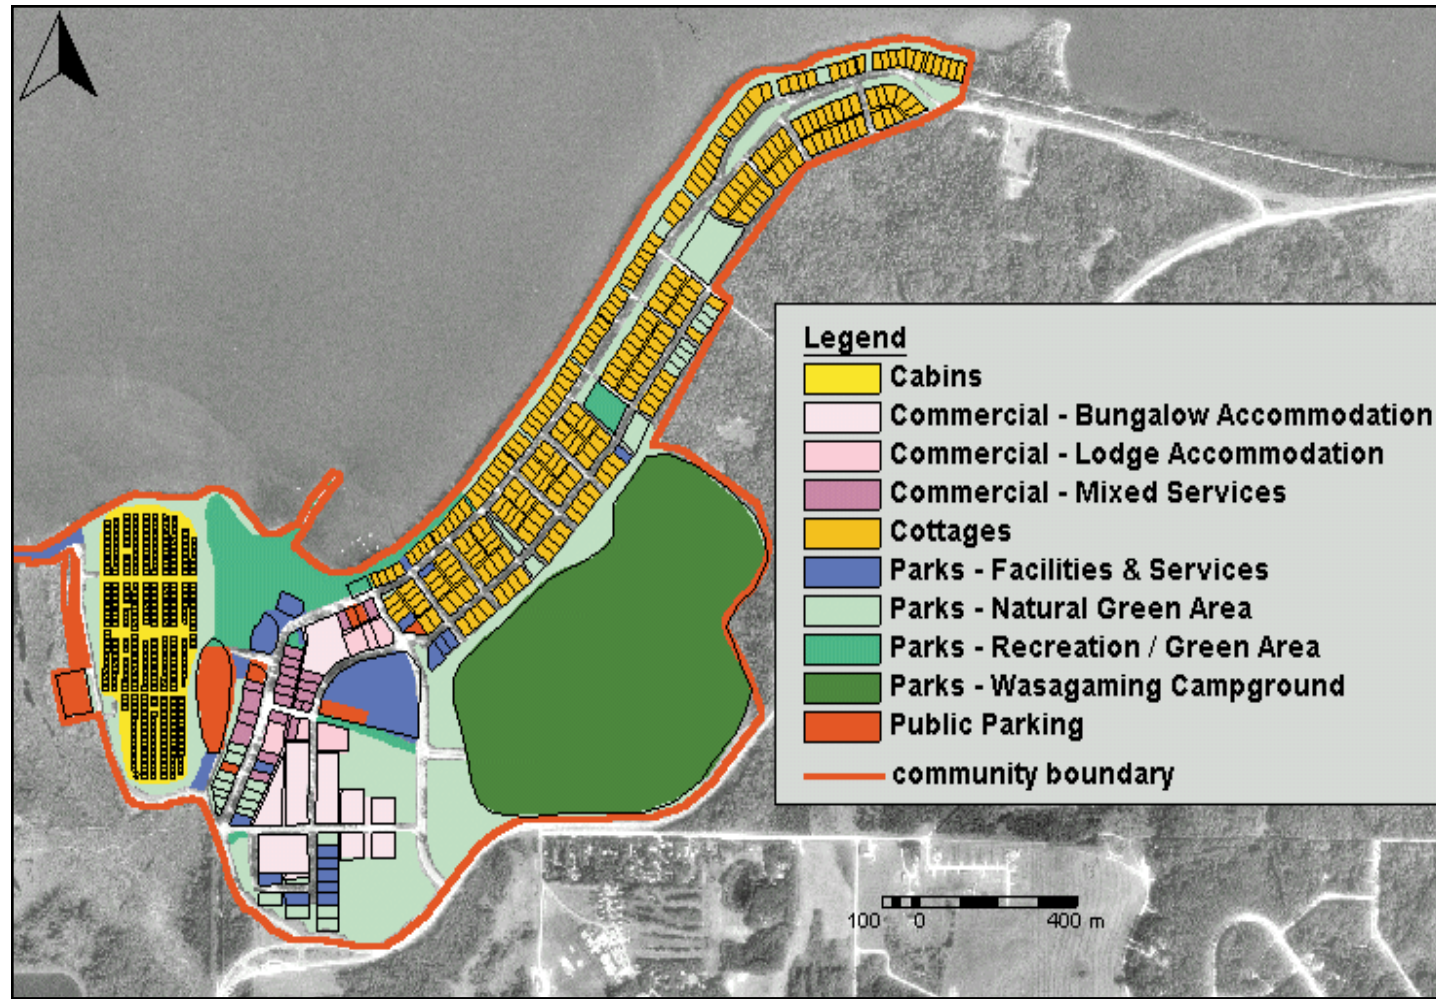 Legend
Cabins
Commercial - Bungalow Accommodation
Commercial - Lodge Accommodation
Commercial - Mixed Services
Cottages
Parks - Facilities & Services
Parks - Natural Green Area
Parks - Recreation / Green Area
Parks - Wasagaming Campground
Public Parking
community boundary
100 0 400 m